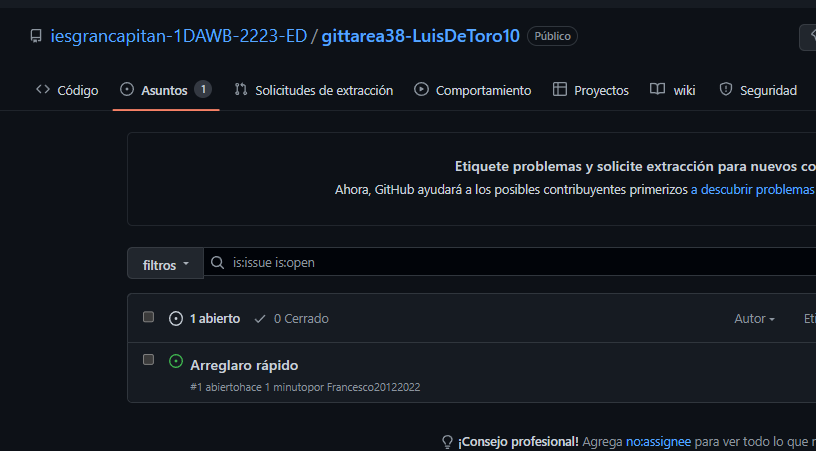 iesgrancapitan-1DAWB-2223-ED / gittarea38-LuisDeToro10 Público
Código Asuntos 1 Solicitudes de extracción Comportamiento Proyectos wiki Seguridad
Etiquete problemas y solicite extracción para nuevos co
Ahora, GitHub ayudará a los posibles contribuyentes primerizos a descubrir problemas
filtros is:issue is:open
1 abierto 0 Cerrado Autor Eti
Arreglaro rápido
#1 abiertohace 1 minutopor Francesco20122022
¡Consejo profesional! Agrega no:assignee para ver todo lo que